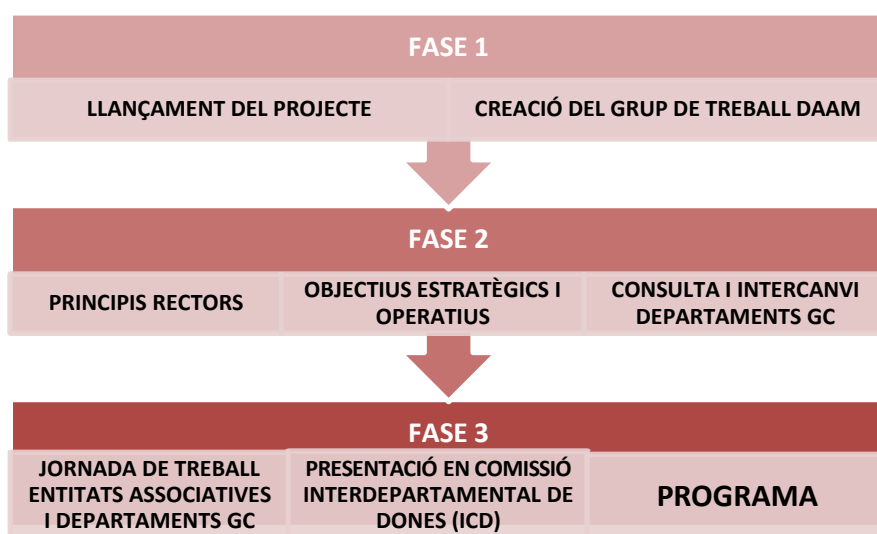 FASE 1
LLANÇAMENT DEL PROJECTE
CREACIÓ DEL GRUP DE TREBALL DAAM
FASE 2
PRINCIPIS RECTORS
OBJECTIUS ESTRATÈGICS I
OPERATIUS
CONSULTA I INTERCANVI
DEPARTAMENTS GC
FASE 3
JORNADA DE TREBALL
ENTITATS ASSOCIATIVES
I DEPARTAMENTS GC
PRESENTACIÓ EN COMISSIÓ
INTERDEPARTAMENTAL DE
DONES (ICD)
PROGRAMA